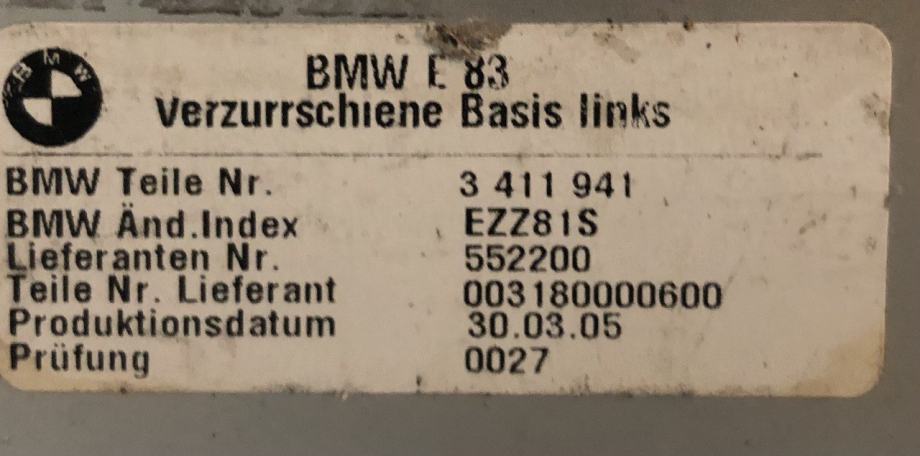 BMW
BMW E 83
Verzurrschiene Basis links
BMW Teile Nr. 3 411 941
BMW Änd.Index EZZ81S
Lieferanten Nr. 552200
Teile Nr. Lieferant 003180000600
Produktionsdatum 30.03.05
Prüfung 0027